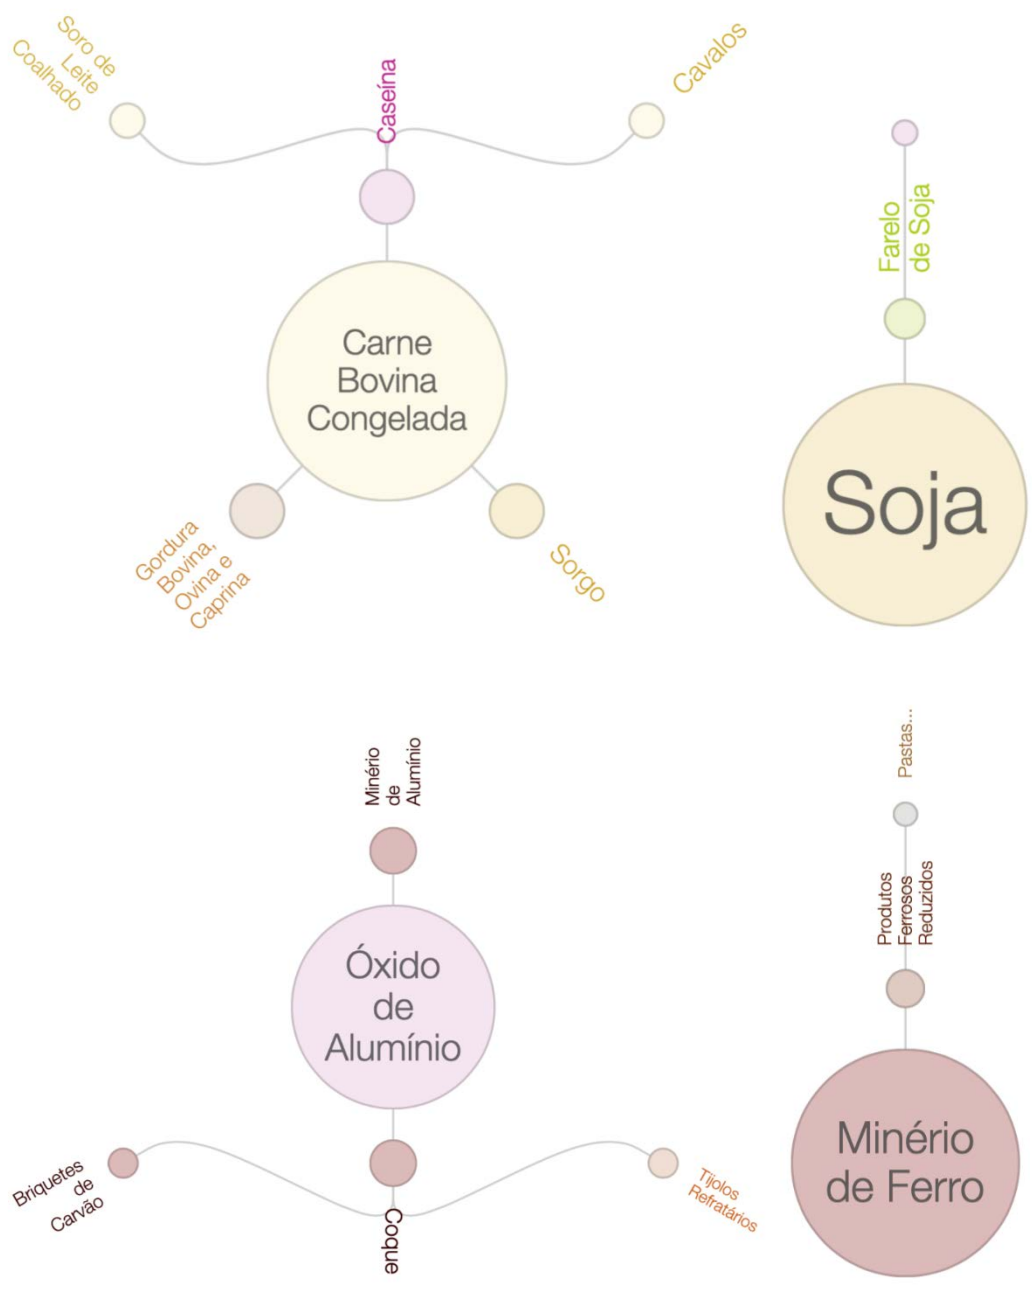 Soro de
Leite
Coalhado
Caseína
Cavalos
Farelo
de Soja
Carne
Bovina
Congelada
Soja
Gordura
Bovina,
Ovina e
Caprina
Sorgo
Minério
de
Alumínio
Pastas...
Produtos
Ferrosos
Reduzidos
Óxido
de
Alumínio
Minério
de Ferro
Briquetes
de
Carvão
Coque
Tijolos
Refratários